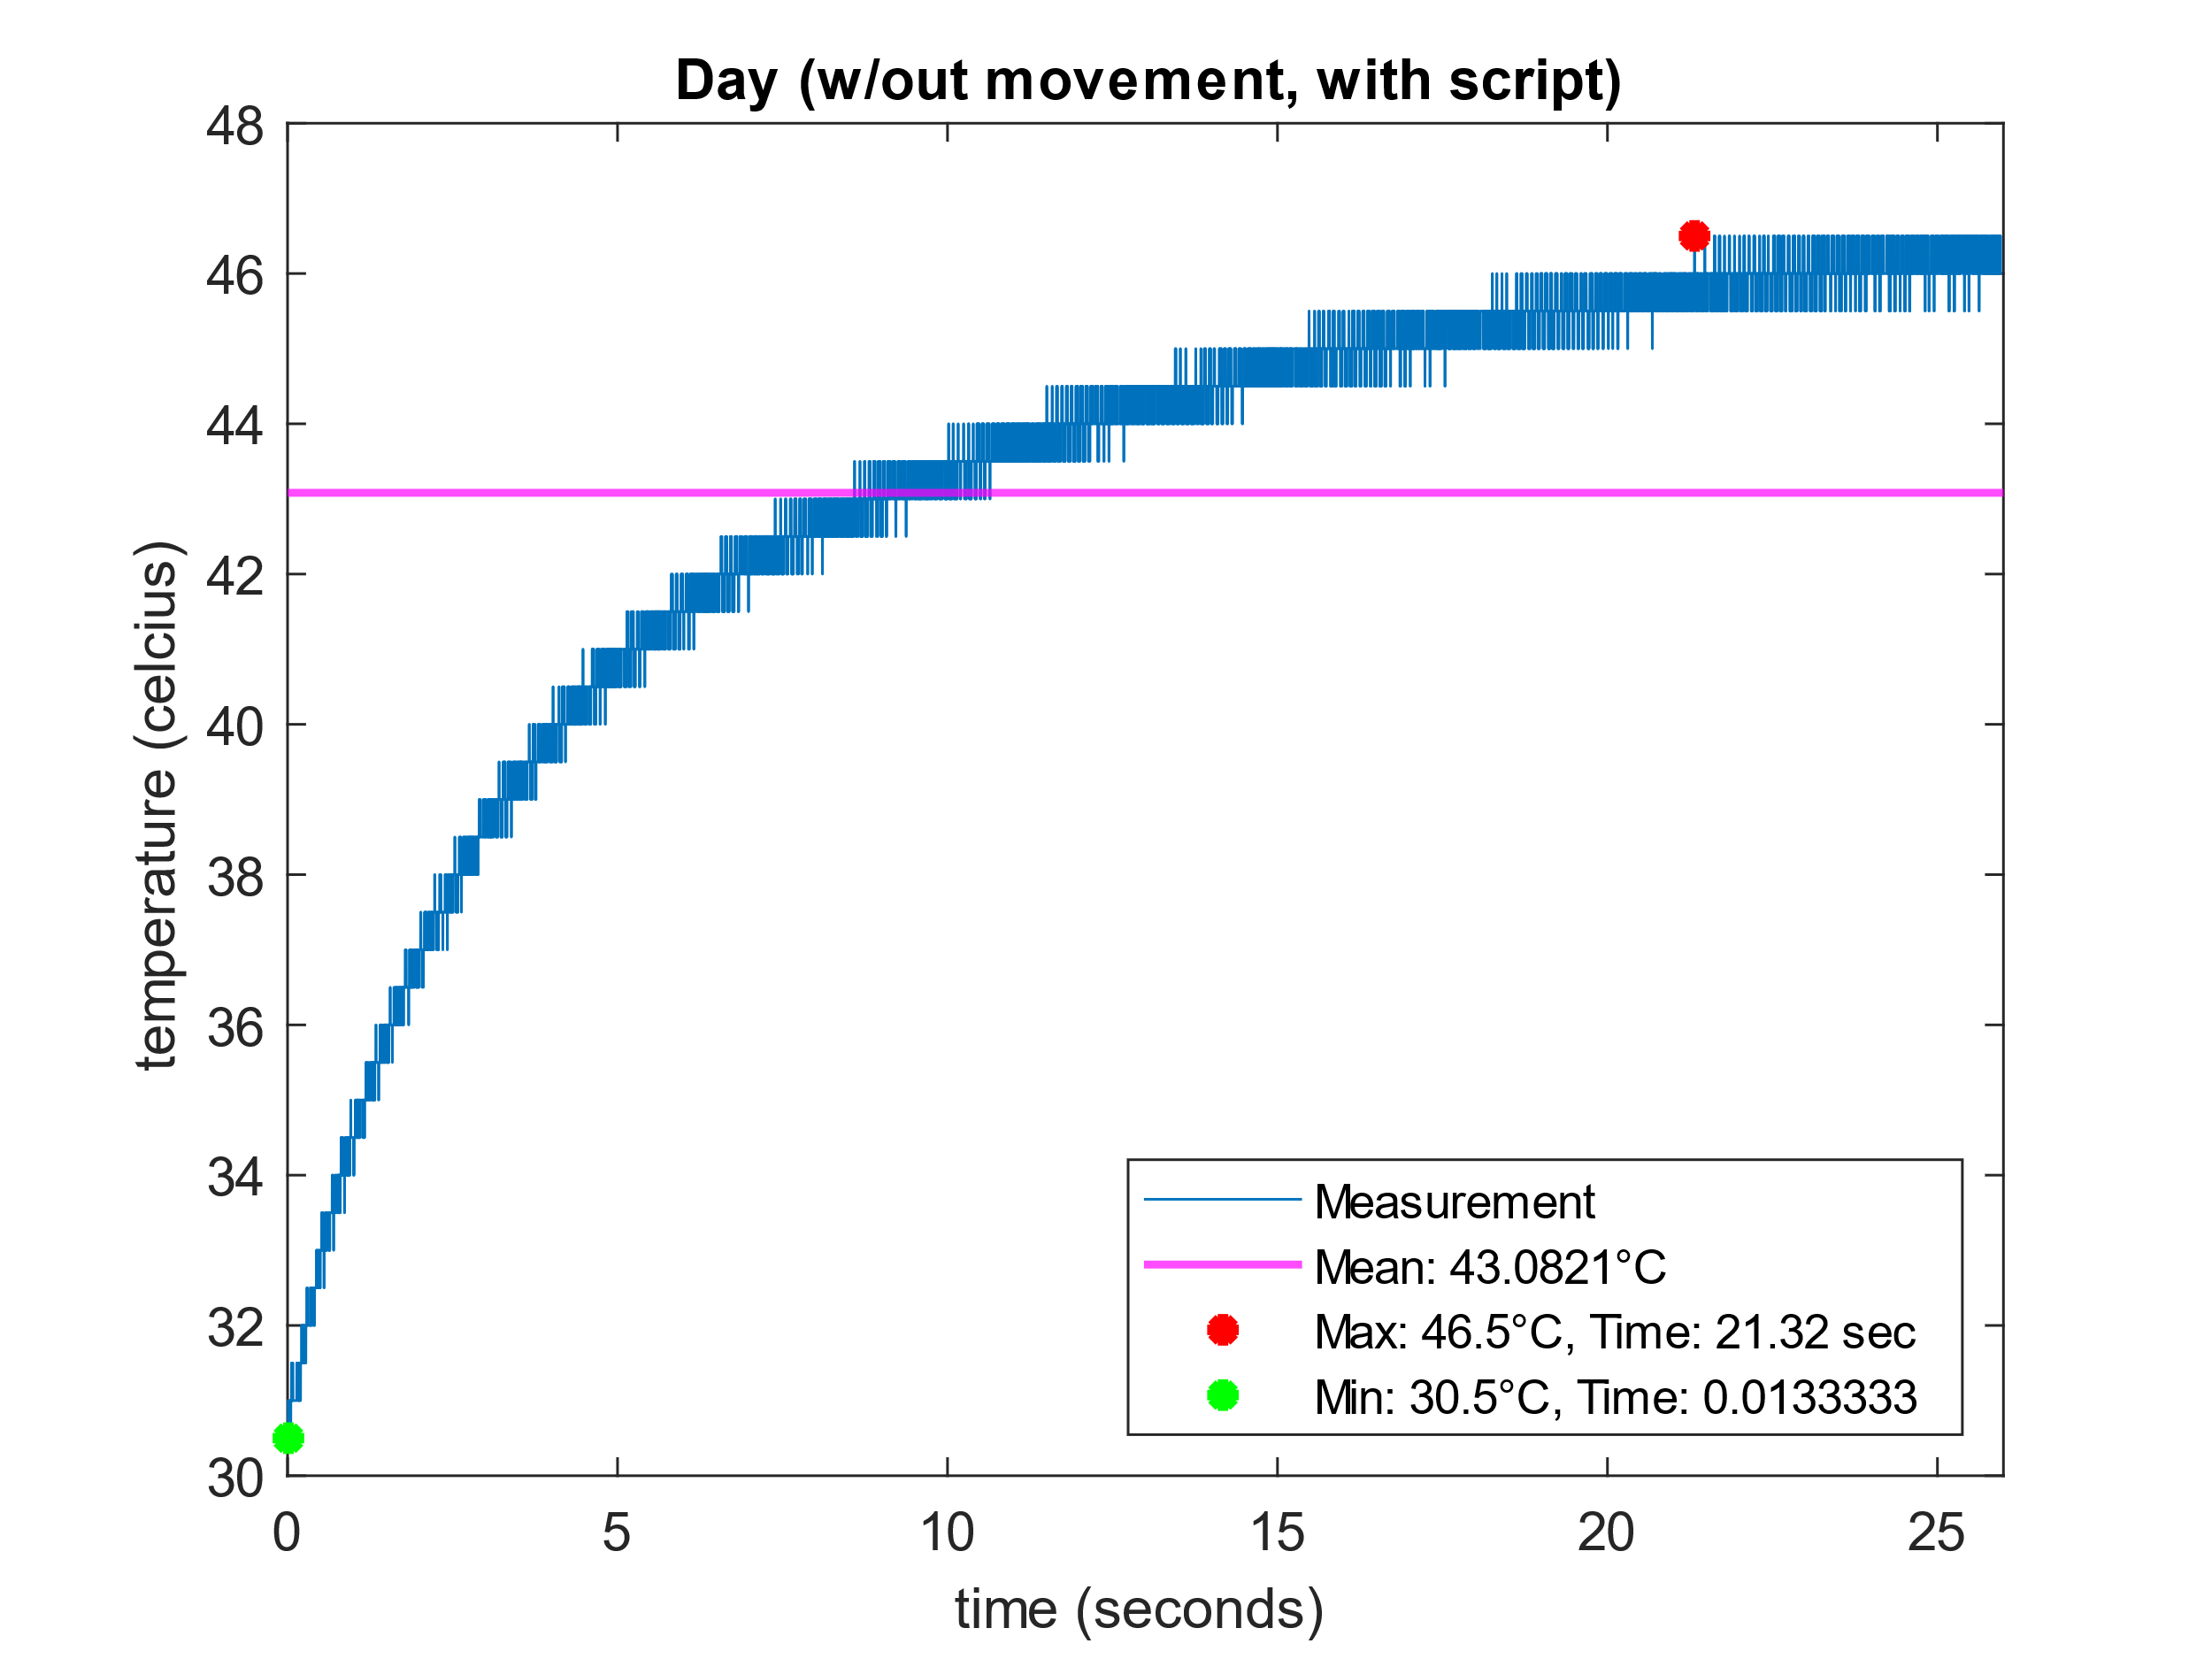 Day (w/out movement, with script)
48
46
44
42
40
38
36
34
32
30
temperature (celcius)
Measurement
Mean: 43.0821°C
Max: 46.5°C, Time: 21.32 sec
Min: 30.5°C, Time: 0.0133333
0 5 10 15 20 25
time (seconds)